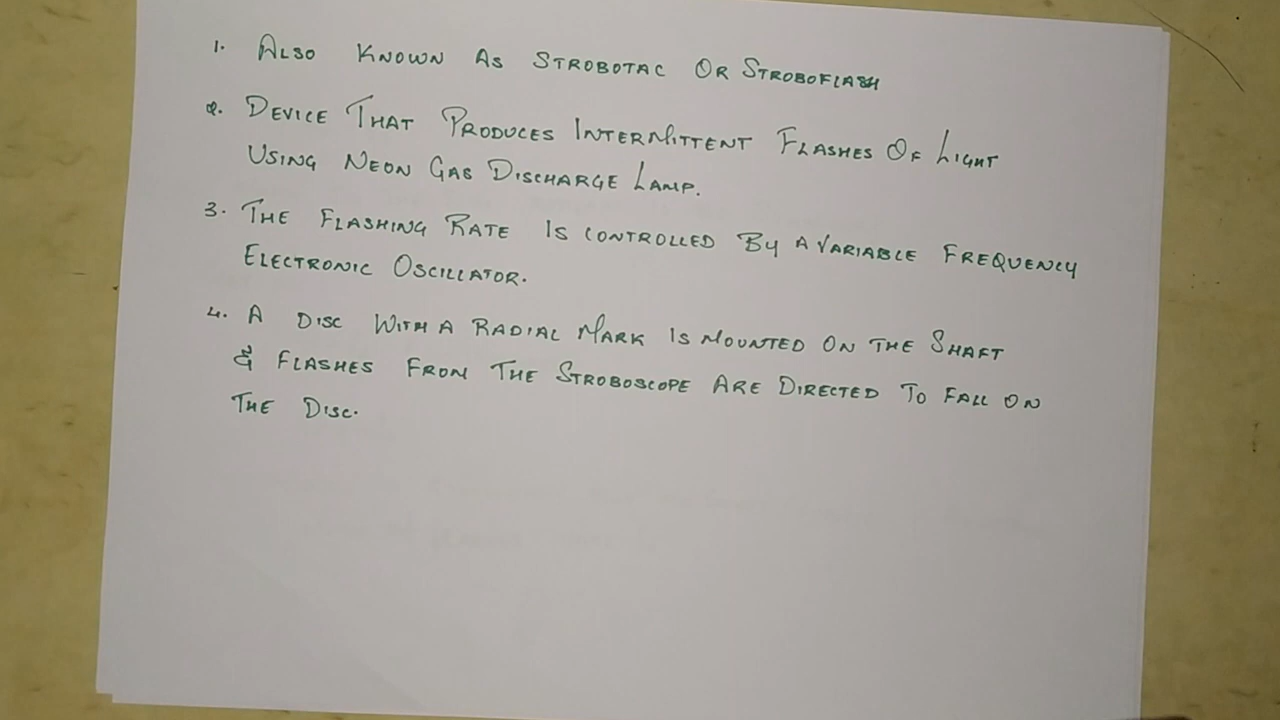 1. ALSO KNOWN AS STROBOTAC OR STROBOFLASH
2. DEVICE THAT PRODUCES INTERMITTENT FLASHES OF LIGHT
USING NEON GAS DISCHARGE LAMP.
3. THE FLASHING RATE IS CONTROLLED BY A VARIABLE FREQUENCY
ELECTRONIC OSCILLATOR.
4. A DISC WITH A RADIAL MARK IS MOUNTED ON THE SHAFT
& FLASHES FROM THE STROBOSCOPE ARE DIRECTED TO FALL ON
THE DISC.